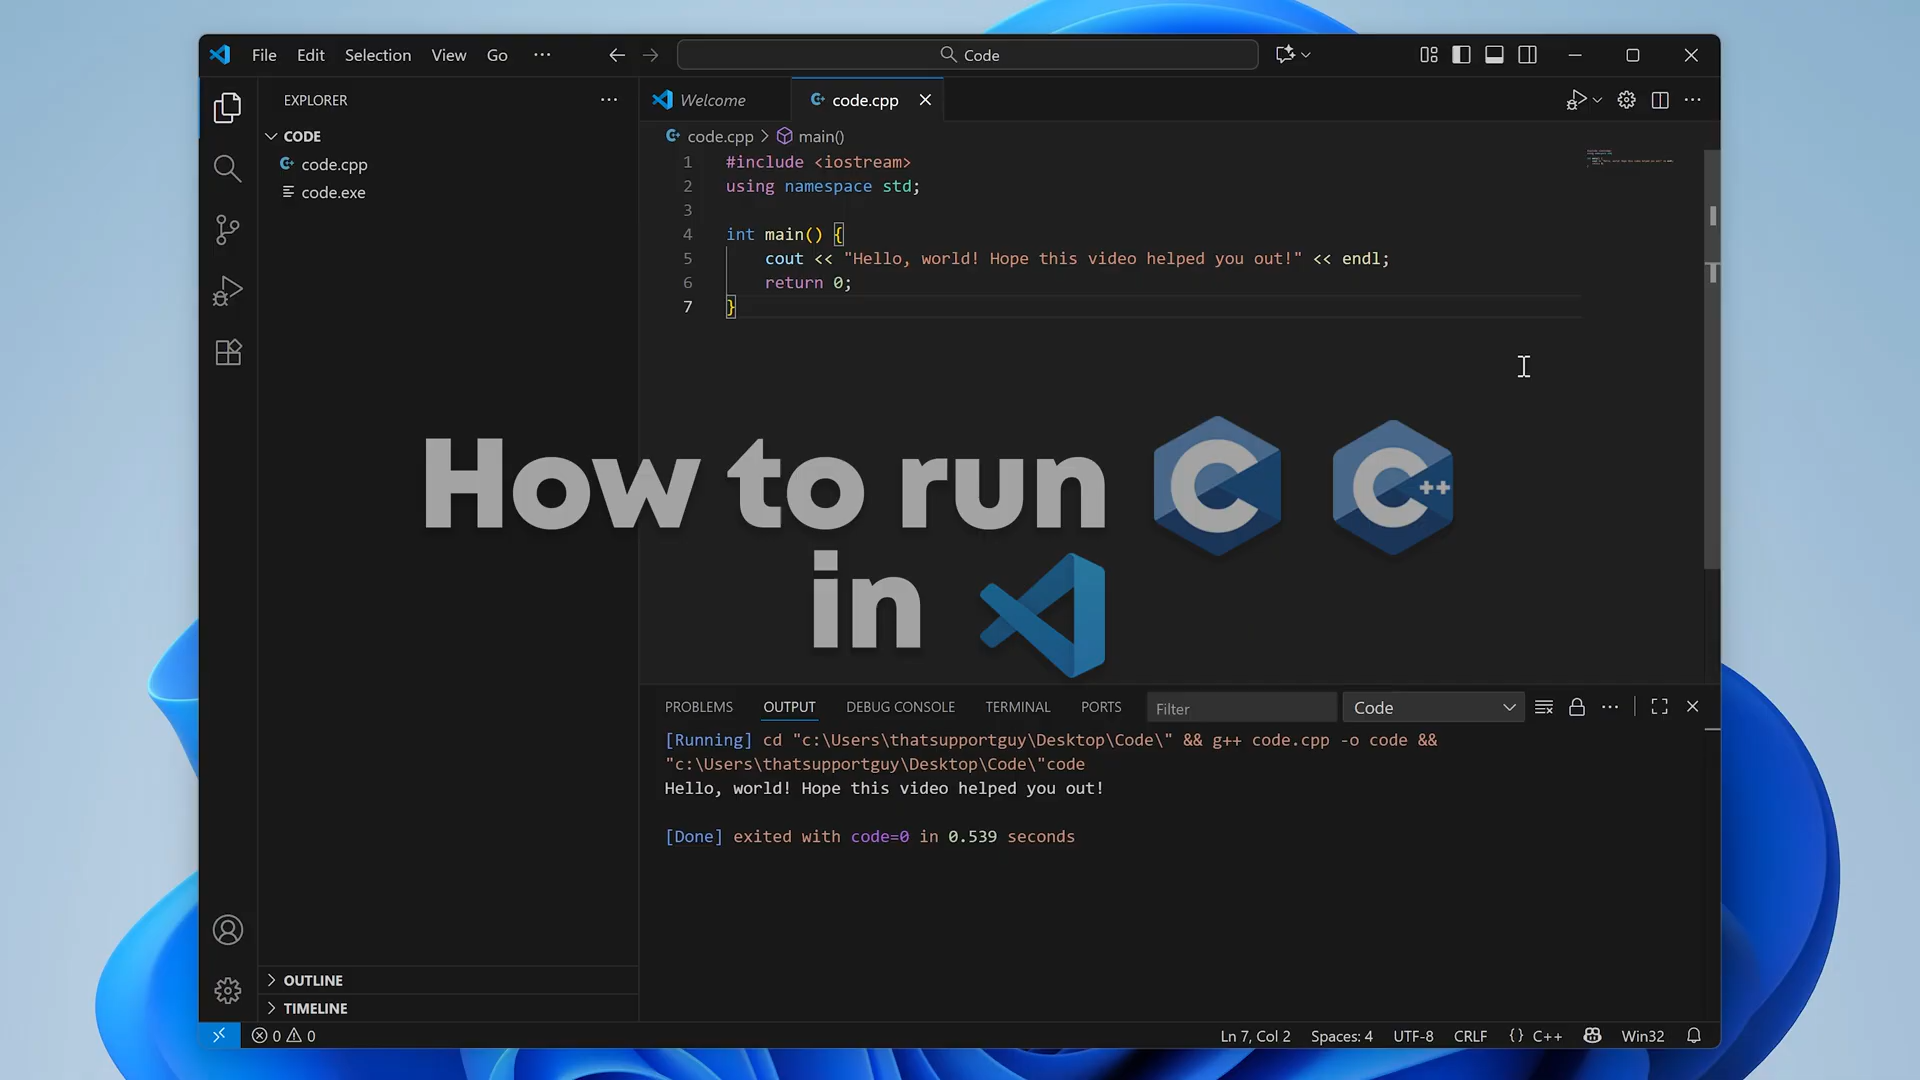 File Edit Selection View Go ···
Code
EXPLORER
Welcome
code.cpp
CODE
code.cpp
code.exe
code.cpp > main()
1 #include <iostream>
2 using namespace std;
3
4 int main() {
5 cout << "Hello, world! Hope this video helped you out!" << endl;
6 return 0;
7 }
How to run C C++
in
PROBLEMS OUTPUT DEBUG CONSOLE TERMINAL PORTS Filter Code
[Running] cd "c:\Users\thatsupportguy\Desktop\Code\" && g++ code.cpp -o code &&
"c:\Users\thatsupportguy\Desktop\Code\"code
Hello, world! Hope this video helped you out!
[Done] exited with code=0 in 0.539 seconds
OUTLINE
TIMELINE
0 0 Ln 7, Col 2 Spaces: 4 UTF-8 CRLF {} C++ Win32